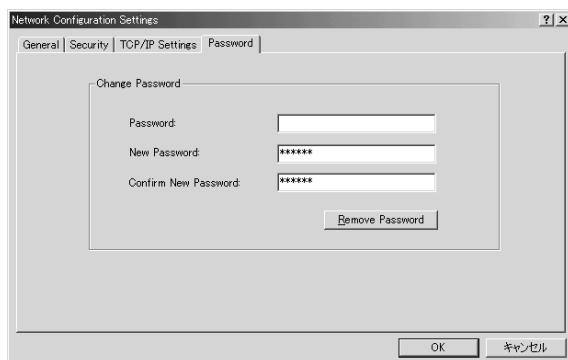 Network Configuration Settings
General Security TCP/IP Settings Password
Change Password
Password:
New Password: ******
Confirm New Password: ******
Remove Password
OK キャンセル